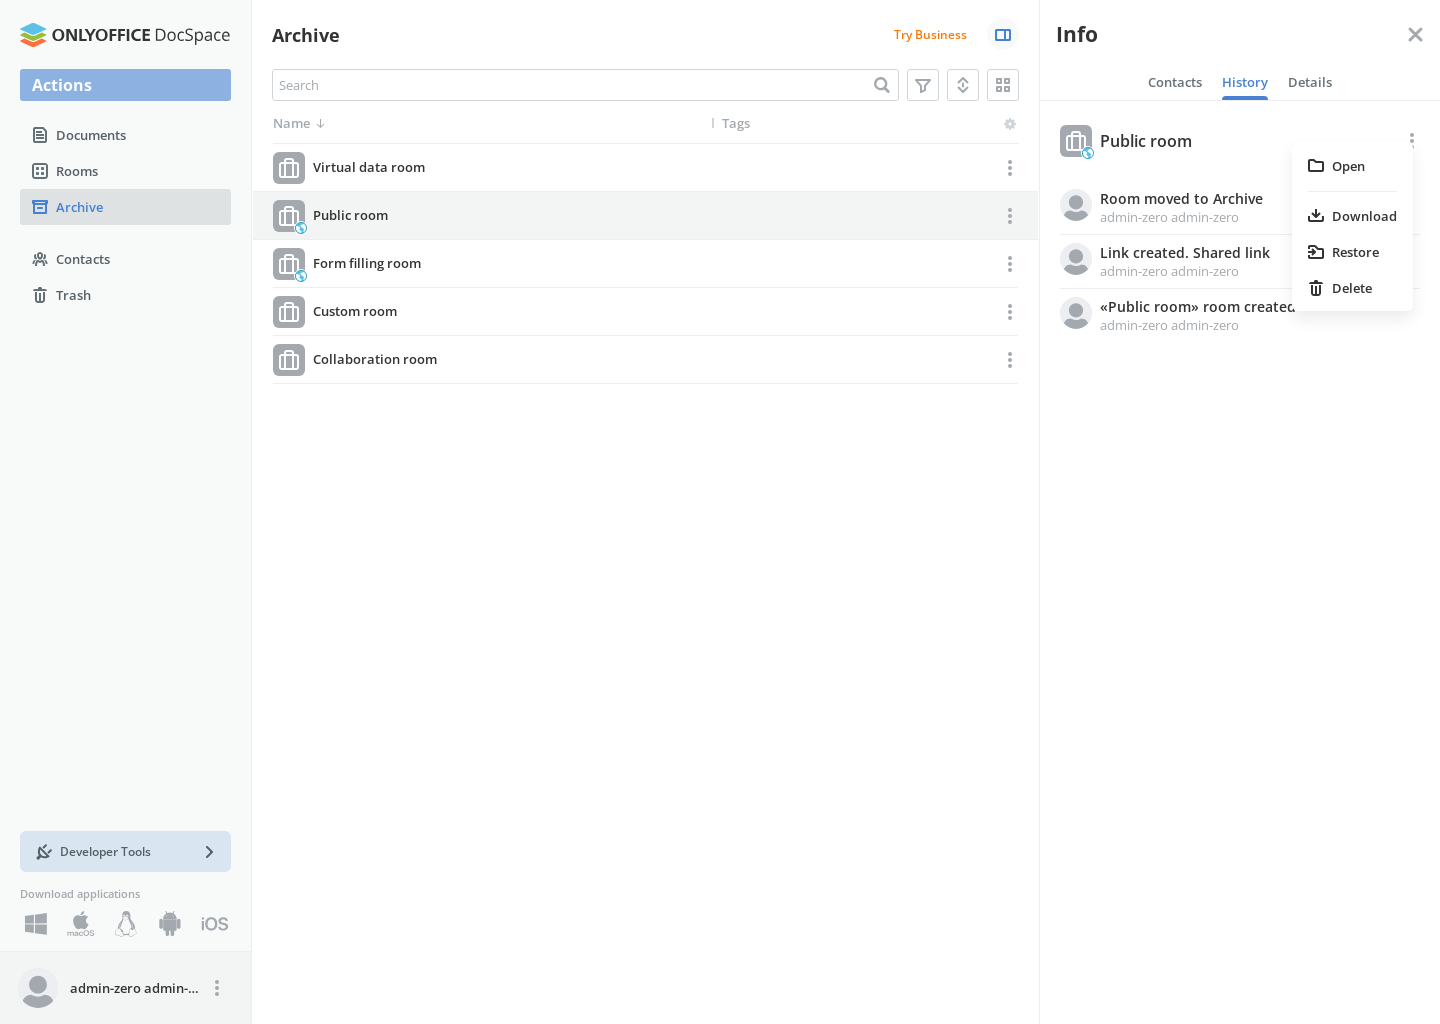 ONLYOFFICE DocSpace
Actions
Documents
Rooms
Archive
Contacts
Trash
Developer Tools
Download applications
macOS
iOS
admin-zero admin-...
Archive
Try Business
Search
Name
Tags
Virtual data room
Public room
Form filling room
Custom room
Collaboration room
Info
Contacts History Details
Public room
Room moved to Archive
admin-zero admin-zero
Link created. Shared link
admin-zero admin-zero
«Public room» room created
admin-zero admin-zero
Open
Download
Restore
Delete